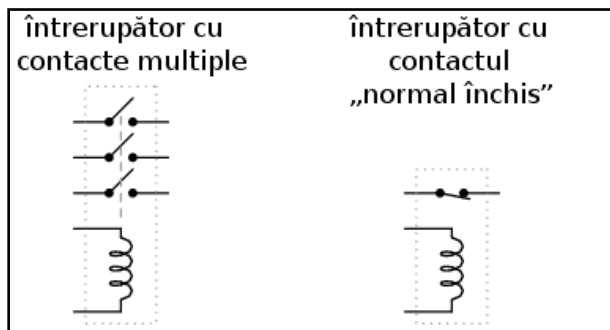 întrerupător cu
contacte multiple
întrerupător cu
contactul
„normal închis”